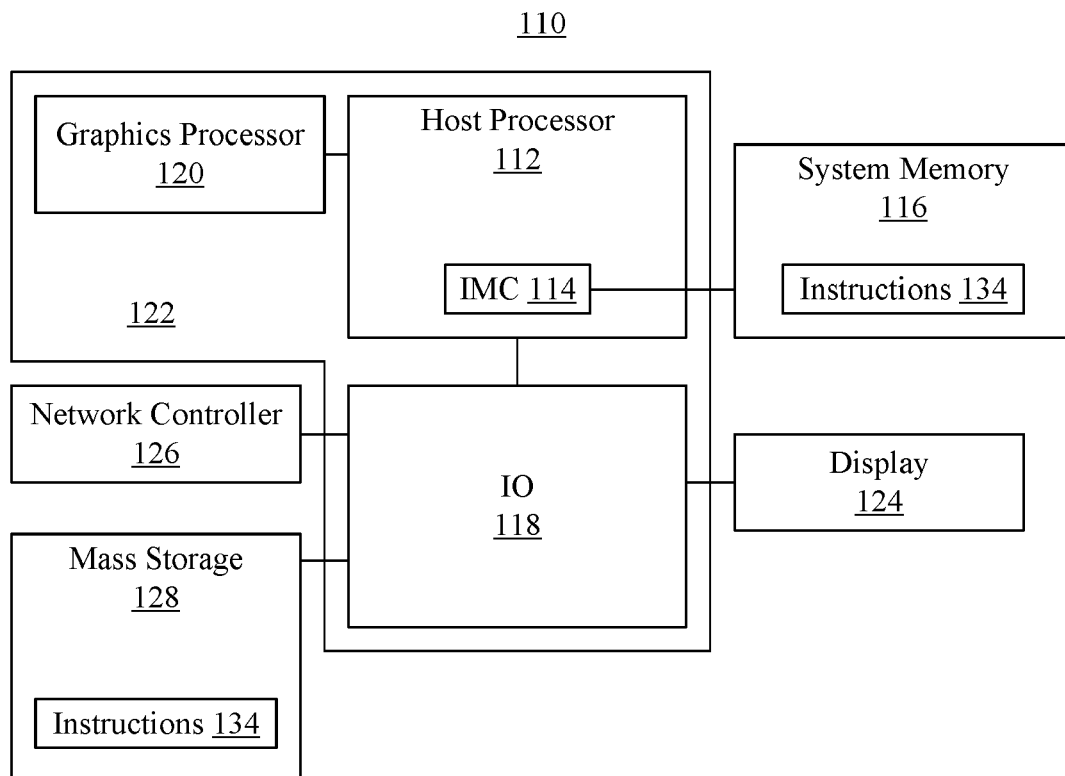 110
Graphics Processor
120
Host Processor
112
IMC 114
122
System Memory
116
Instructions 134
Network Controller
126
IO
118
Display
124
Mass Storage
128
Instructions 134